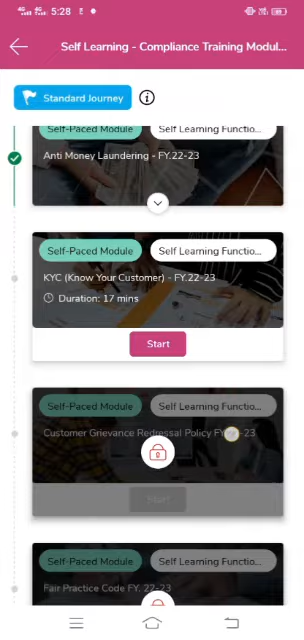 5:28
Self Learning - Compliance Training Modul...
Standard Journey
Self-Paced Module
Self Learning Functio...
Anti Money Laundering - FY.22-23
Self-Paced Module
Self Learning Functio...
KYC (Know Your Customer) - FY.22-23
Duration: 17 mins
Start
Self-Paced Module
Self Learning Functio...
Customer Grievance Redressal Policy
Start
Self-Paced Module
Self Learning Functio...
Fair Practice Code FY. 22-23